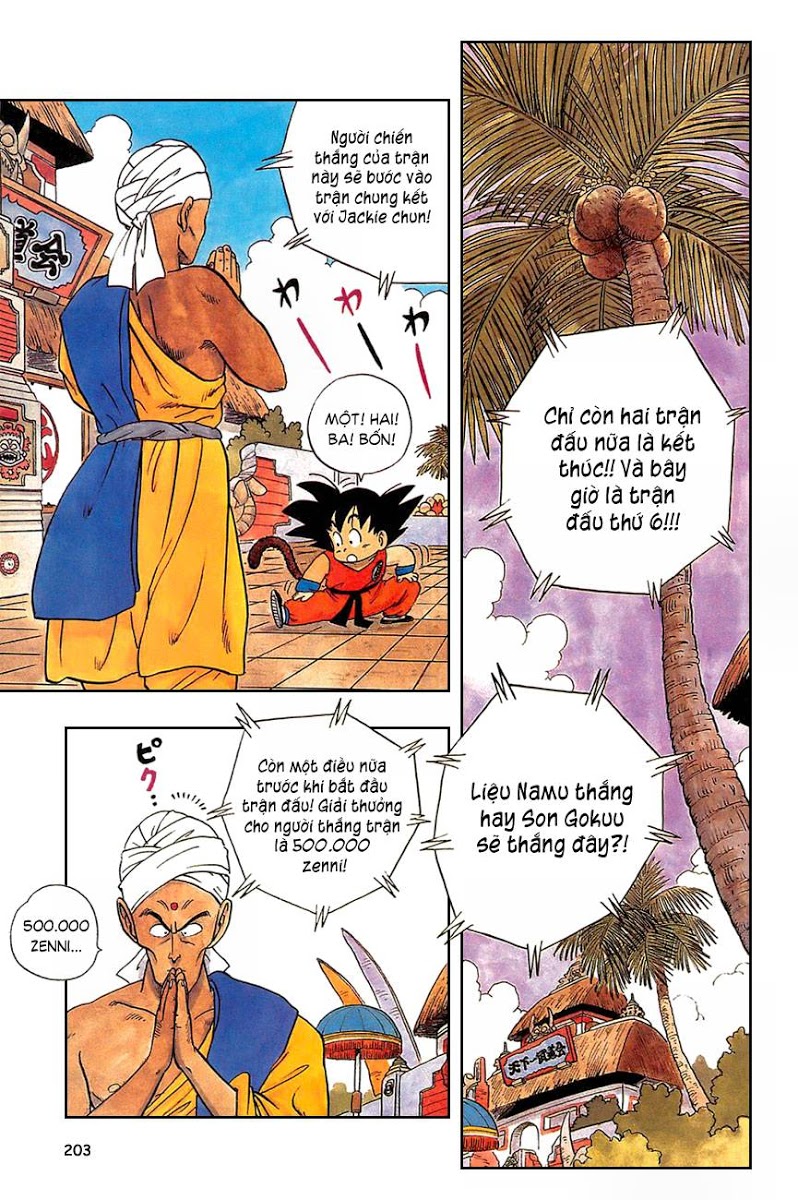 Chỉ còn hai trận
đấu nữa là kết
thúc!! Và bây
giờ là trận
đấu thứ 6!!!
Liệu Namu thắng
hay Son Gokuu
sẽ thắng đây?!
天下一武道会
Người chiến
thắng của trận
này sẽ bước vào
trận chung kết
với Jackie chun!
わーわーわー
MỘT! HAI!
BA! BỐN!
Còn một điều nữa
trước khi bắt đầu
trận đấu! Giải thưởng
cho người thắng trận
là 500.000
zenni!
ピク…
500.000
ZENNI...
203